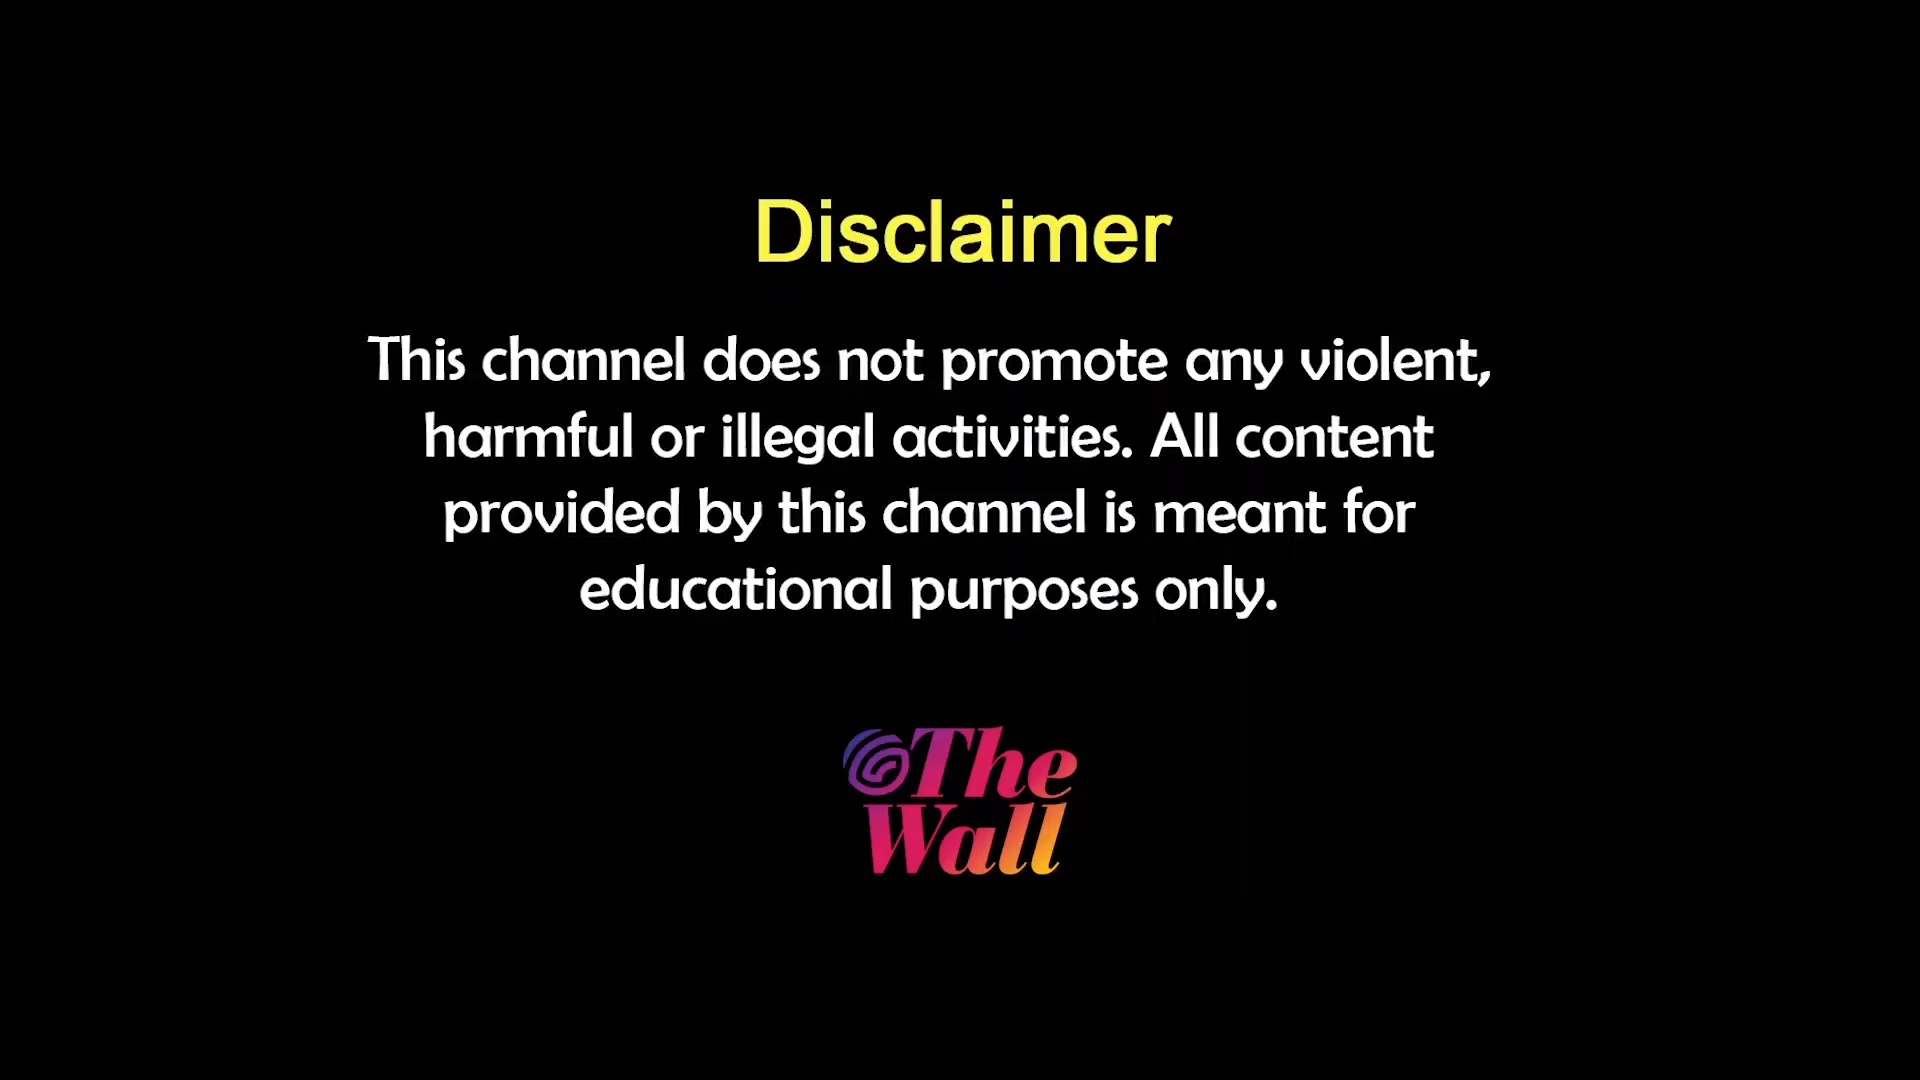 Disclaimer
This channel does not promote any violent,
harmful or illegal activities. All content
provided by this channel is meant for
educational purposes only.
The
Wall